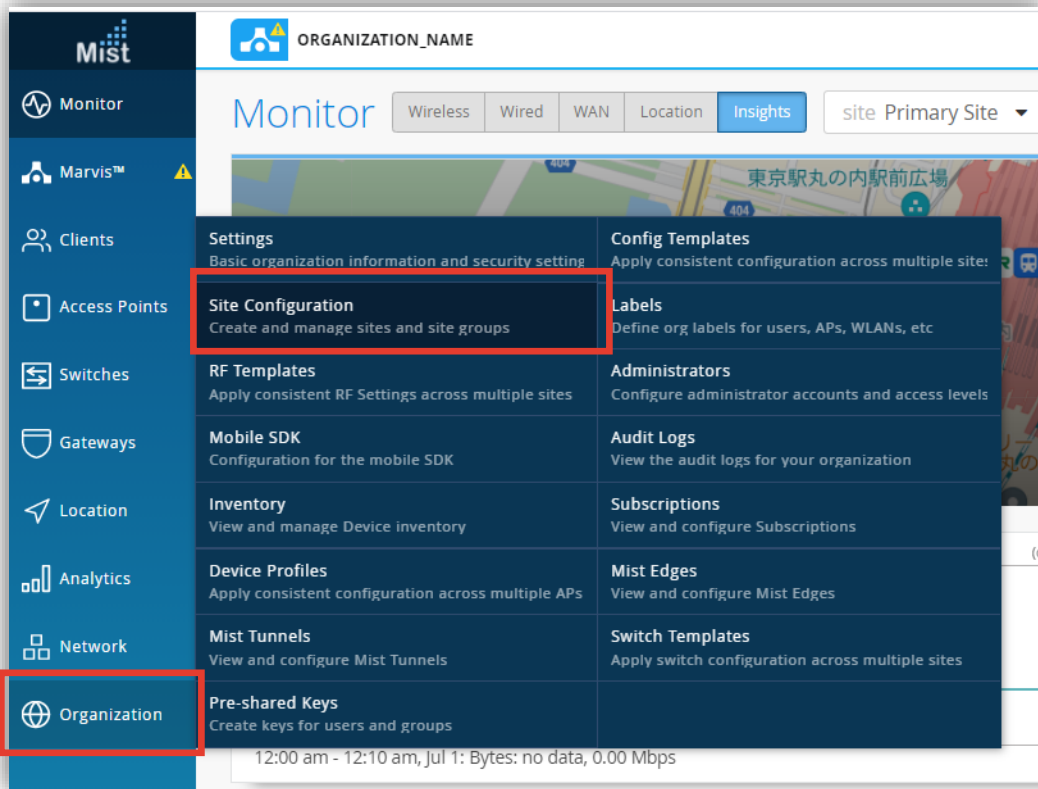 Mist
ORGANIZATION_NAME
Monitor
Marvis™
Clients
Access Points
Switches
Gateways
Location
Analytics
Network
Organization
Monitor
Wireless
Wired
WAN
Location
Insights
site Primary Site
404
東京駅丸の内駅前広場
404
Settings
Basic organization information and security setting
Site Configuration
Create and manage sites and site groups
RF Templates
Apply consistent RF Settings across multiple sites
Mobile SDK
Configuration for the mobile SDK
Inventory
View and manage Device inventory
Device Profiles
Apply consistent configuration across multiple APs
Mist Tunnels
View and configure Mist Tunnels
Pre-shared Keys
Create keys for users and groups
Config Templates
Apply consistent configuration across multiple sites
Labels
Define org labels for users, APs, WLANs, etc
Administrators
Configure administrator accounts and access levels
Audit Logs
View the audit logs for your organization
Subscriptions
View and configure Subscriptions
Mist Edges
View and configure Mist Edges
Switch Templates
Apply switch configuration across multiple sites
12:00 am - 12:10 am, Jul 1: Bytes: no data, 0.00 Mbps